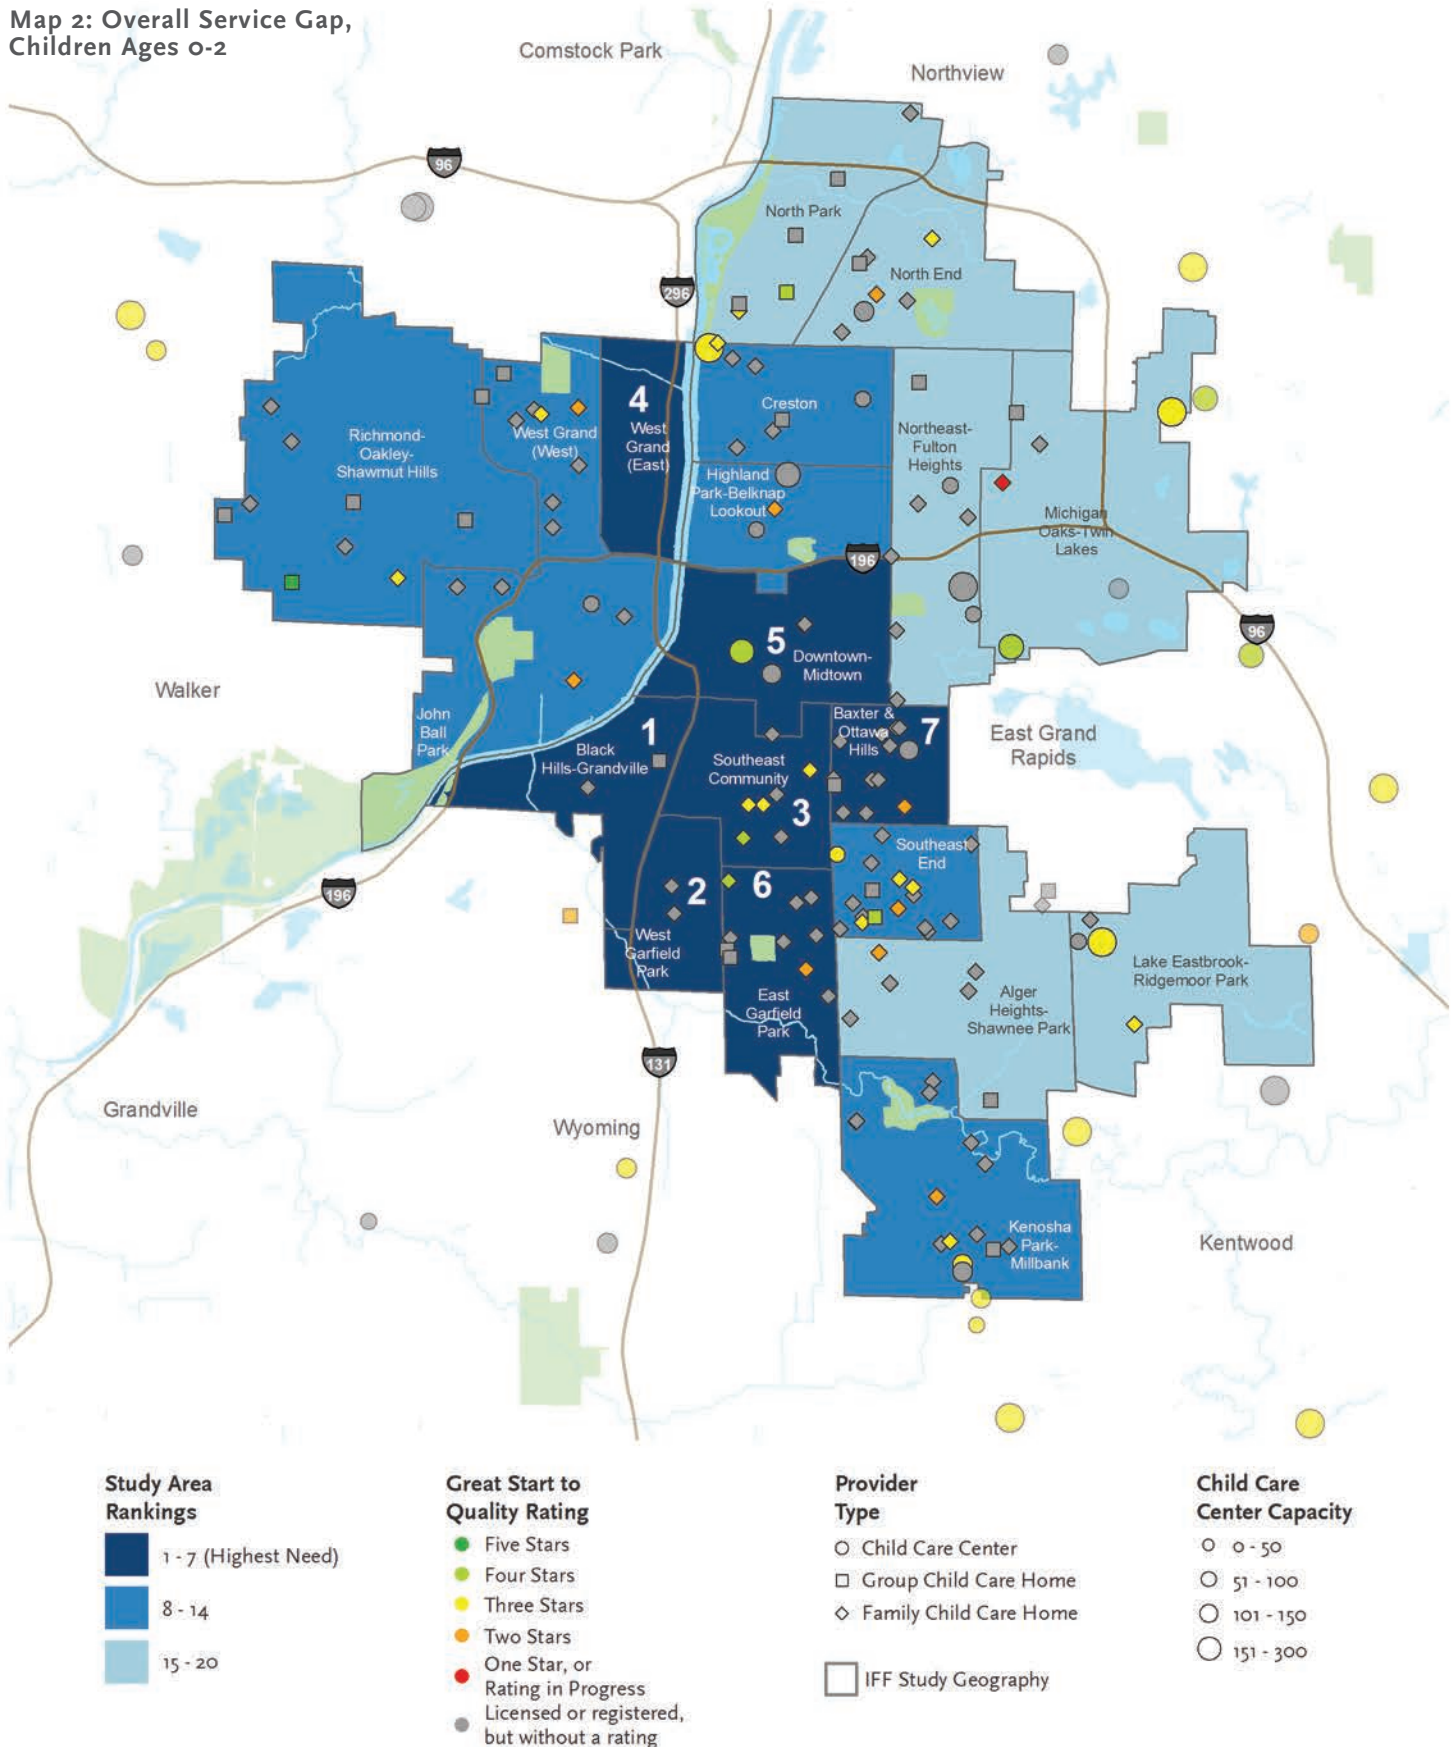 Map 2: Overall Service Gap,
Children Ages 0-2
Comstock Park
Northview
96
North Park
North End
296
4
West
Grand
(East)
Creston
Richmond-
Oakley-
Shawmut Hills
West Grand
(West)
Northeast-
Fulton
Heights
Highland
Park-Belknap
Lookout
Michigan
Oaks-Twin
Lakes
196
96
5
Downtown-
Midtown
Walker
John
Ball
Park
1
Black
Hills-Grandville
Southeast
Community
3
Baxter &
Ottawa
Hills
7
East Grand
Rapids
Southeast
End
196
2
6
West
Garfield
Park
East
Garfield
Park
Alger
Heights-
Shawnee Park
Lake Eastbrook-
Ridgemoor Park
131
Grandville
Wyoming
Kenosha
Park-
Millbank
Kentwood
Study Area
Rankings
1 - 7 (Highest Need)
8 - 14
15 - 20
Great Start to
Quality Rating
Five Stars
Four Stars
Three Stars
Two Stars
One Star, or
Rating in Progress
Licensed or registered,
but without a rating
Provider
Type
Child Care Center
Group Child Care Home
Family Child Care Home
IFF Study Geography
Child Care
Center Capacity
0 - 50
51 - 100
101 - 150
151 - 300